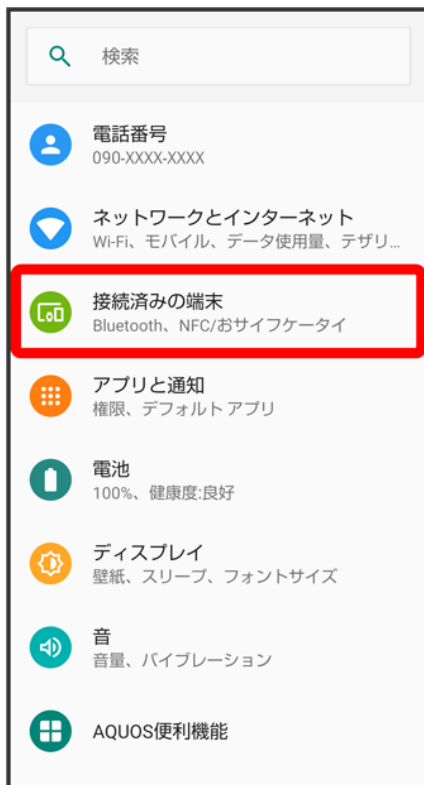 検索
電話番号
090-XXXX-XXXX
ネットワークとインターネット
Wi-Fi、モバイル、データ使用量、テザリ...
接続済みの端末
Bluetooth、NFC/おサイフケータイ
アプリと通知
権限、デフォルト アプリ
電池
100%、健康度:良好
ディスプレイ
壁紙、スリープ、フォントサイズ
音
音量、バイブレーション
AQUOS便利機能